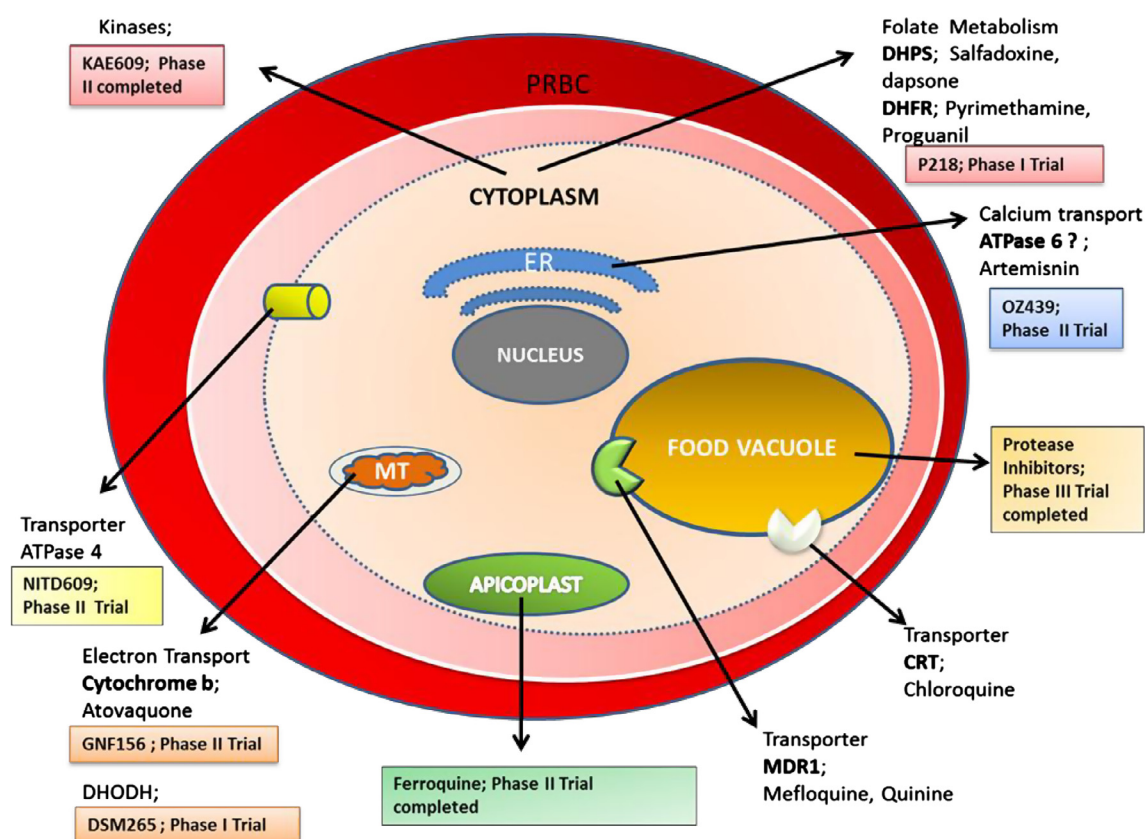 Kinases;
KAE609; Phase
II completed
Folate Metabolism
DHPS; Salfadoxine,
dapsone
DHFR; Pyrimethamine,
Proguanil
P218; Phase I Trial
PRBC
CYTOPLASM
Calcium transport
ATPase 6 ? ;
Artemisnin
OZ439;
Phase II Trial
ER
NUCLEUS
FOOD VACUOLE
Protease
Inhibitors;
Phase III Trial
completed
MT
APICOPLAST
Transporter
ATPase 4
NITD609;
Phase II Trial
Electron Transport
Cytochrome b;
Atovaquone
GNF156 ; Phase II Trial
DHODH;
DSM265 ; Phase I Trial
Ferroquine; Phase II Trial
completed
Transporter
MDR1;
Mefloquine, Quinine
Transporter
CRT;
Chloroquine